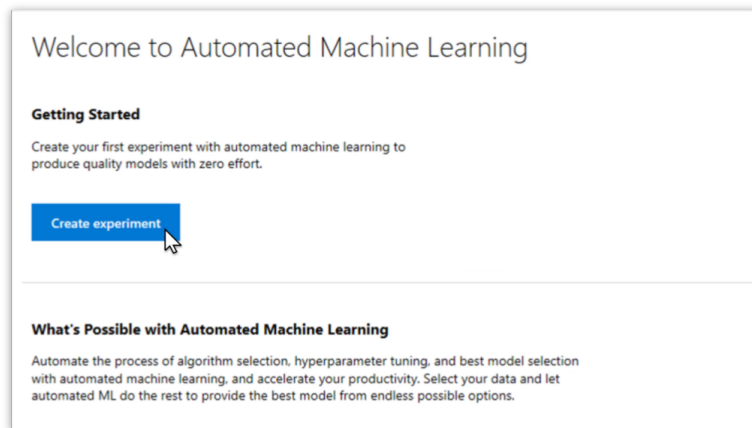 Welcome to Automated Machine Learning
Getting Started
Create your first experiment with automated machine learning to
produce quality models with zero effort.
Create experiment
What's Possible with Automated Machine Learning
Automate the process of algorithm selection, hyperparameter tuning, and best model selection
with automated machine learning, and accelerate your productivity. Select your data and let
automated ML do the rest to provide the best model from endless possible options.